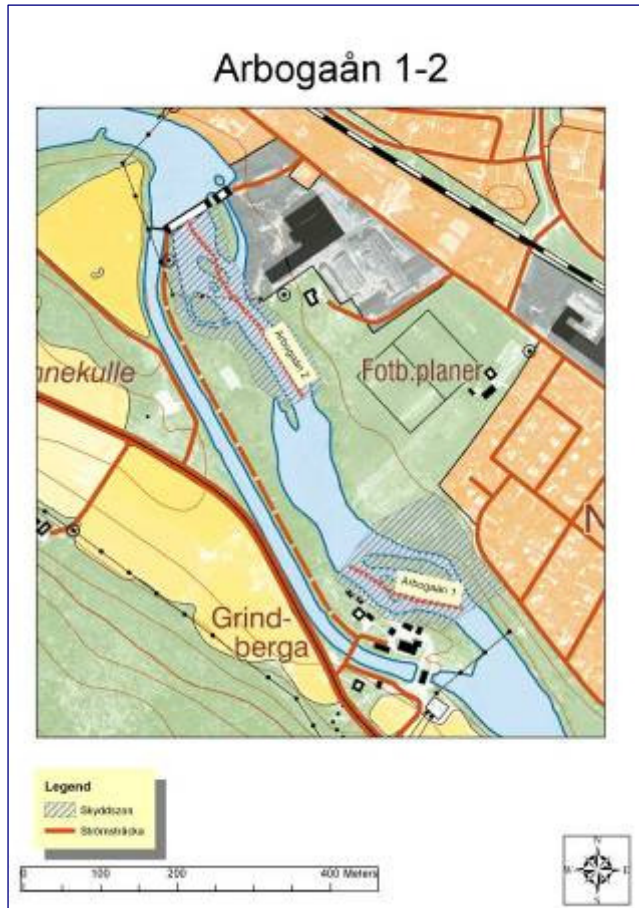 Arbogaån 1-2
Arbogaån 2
nnekulle
Fotb.planer
N
Arbogaån 1
Grind-
berga
Legend
Skyddszon
Strömsträcka
0 100 200 400 Meters
N
W E
S